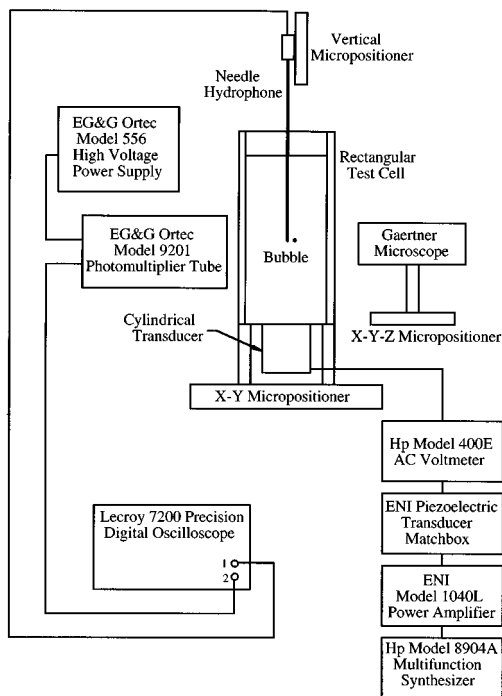 Vertical
Micropositioner
Needle
Hydrophone
EG&G Ortec
Model 556
High Voltage
Power Supply
Rectangular
Test Cell
EG&G Ortec
Model 9201
Photomultiplier Tube
Bubble
Gaertner
Microscope
Cylindrical
Transducer
X-Y-Z Micropositioner
X-Y Micropositioner
Hp Model 400E
AC Voltmeter
Lecroy 7200 Precision
Digital Oscilloscope
1
2
ENI Piezoelectric
Transducer
Matchbox
ENI
Model 1040L
Power Amplifier
Hp Model 8904A
Multifunction
Synthesizer